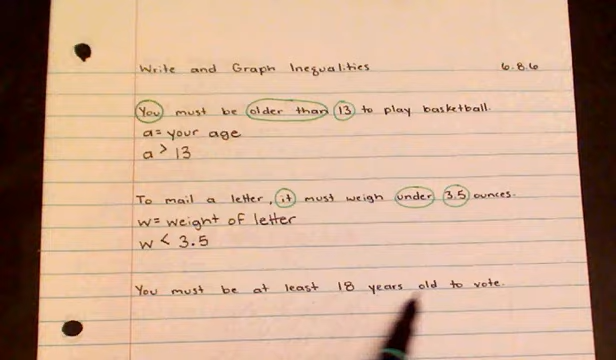 Write and Graph Inequalities 6.8.6
You must be older than 13 to play basketball.
a = your age
a > 13
To mail a letter, it must weigh under 3.5 ounces.
w = weight of letter
w < 3.5
You must be at least 18 years old to vote.